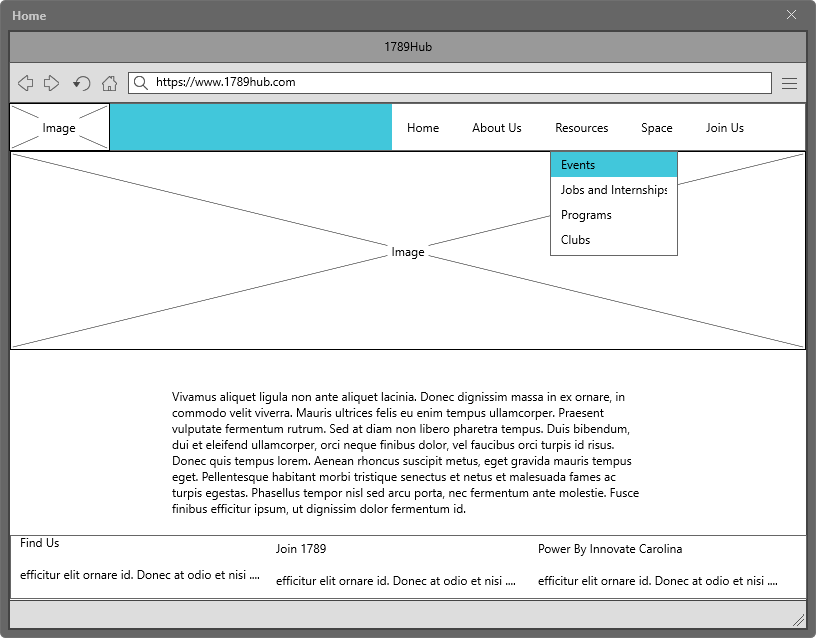 Home
1789Hub
https://www.1789hub.com
Image
Home
About Us
Resources
Space
Join Us
Events
Jobs and Internships
Programs
Clubs
Image
Vivamus aliquet ligula non ante aliquet lacinia. Donec dignissim massa in ex ornare, in
commodo velit viverra. Mauris ultrices felis eu enim tempus ullamcorper. Praesent
vulputate fermentum rutrum. Sed at diam non libero pharetra tempus. Duis bibendum,
dui et eleifend ullamcorper, orci neque finibus dolor, vel faucibus orci turpis id risus.
Donec quis tempus lorem. Aenean rhoncus suscipit metus, eget gravida mauris tempus
eget. Pellentesque habitant morbi tristique senectus et netus et malesuada fames ac
turpis egestas. Phasellus tempor nisl sed arcu porta, nec fermentum ante molestie. Fusce
finibus efficitur ipsum, ut dignissim dolor fermentum id.
Find Us
efficitur elit ornare id. Donec at odio et nisi ....
Join 1789
efficitur elit ornare id. Donec at odio et nisi ....
Power By Innovate Carolina
efficitur elit ornare id. Donec at odio et nisi ....